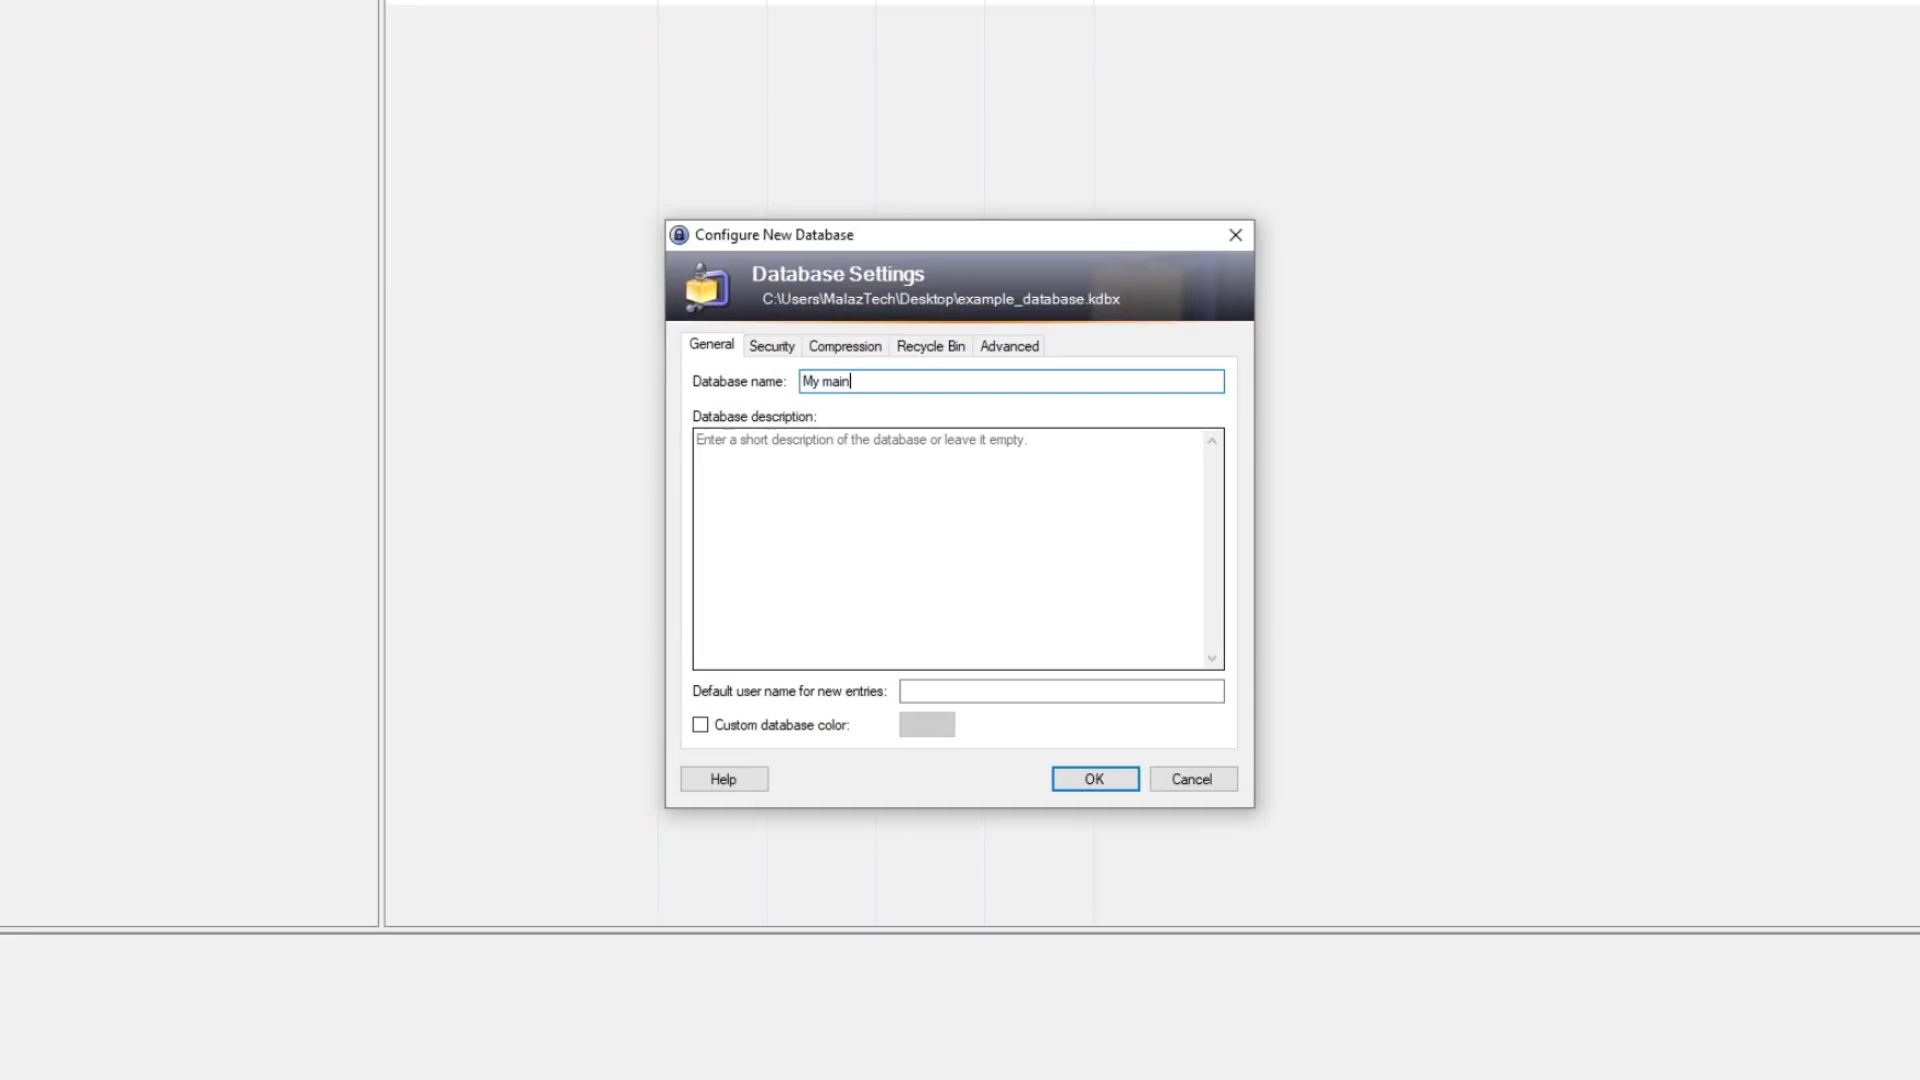 Configure New Database
Database Settings
C:\Users\MalazTech\Desktop\example_database.kdbx
General Security Compression Recycle Bin Advanced
Database name: My main
Database description:
Enter a short description of the database or leave it empty.
Default user name for new entries:
Custom database color:
Help OK Cancel